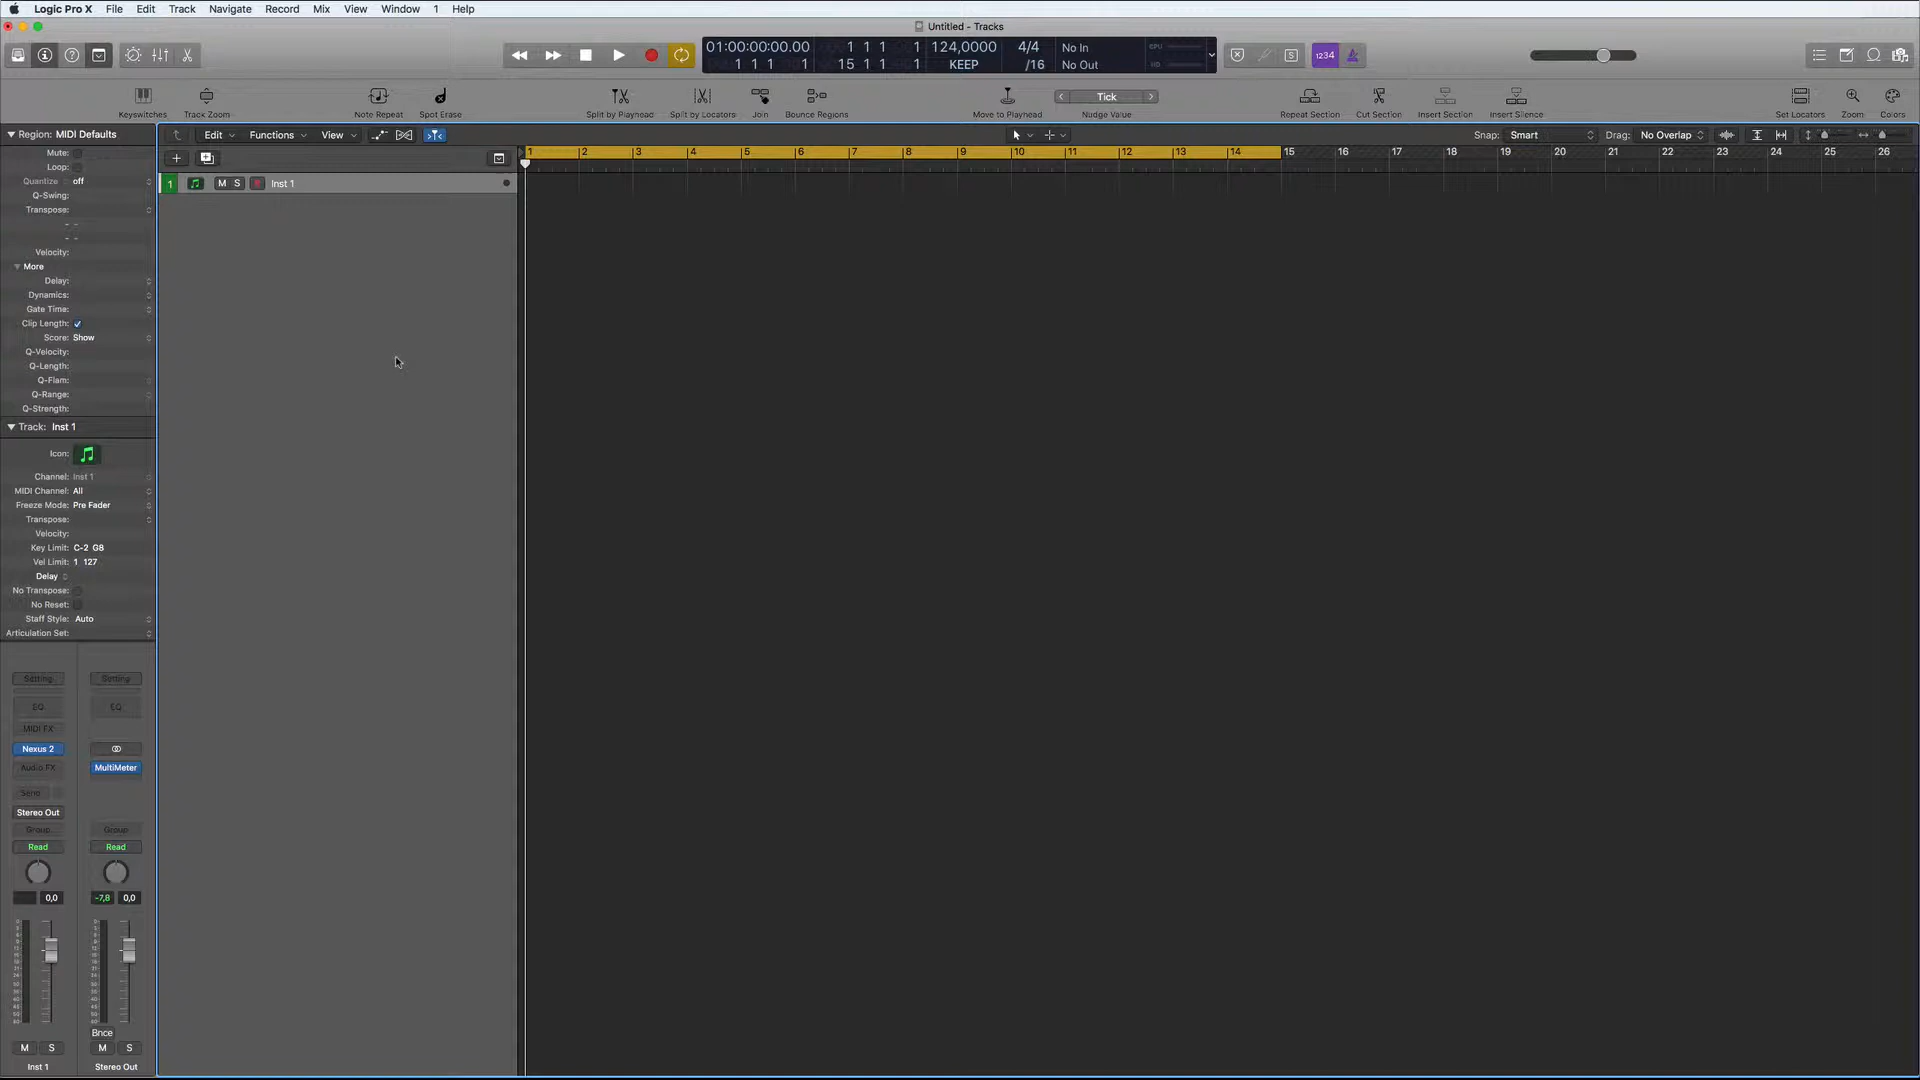 Logic Pro X File Edit Track Navigate Record Mix View Window 1 Help
Untitled - Tracks
01:00:00:00.00 1 1 1 1 124,0000 4/4 No In
1 1 1 1 15 1 1 1 KEEP /16 No Out
CPU
HD
S 1234
Keyswitches Track Zoom Note Repeat Spot Erase Split by Playhead Split by Locators Join Bounce Regions Move to Playhead Tick Nudge Value Repeat Section Cut Section Insert Section Insert Silence Set Locators Zoom Colors
Region: MIDI Defaults Edit Functions View Snap: Smart Drag: No Overlap
1 2 3 4 5 6 7 8 9 10 11 12 13 14 15 16 17 18 19 20 21 22 23 24 25 26
1 M S R Inst 1
Mute:
Loop:
Quantize off
Q-Swing:
Transpose:
- -
- -
Velocity:
More
Delay:
Dynamics:
Gate Time:
Clip Length:
Score: Show
Q-Velocity:
Q-Length:
Q-Flam:
Q-Range:
Q-Strength:
Track: Inst 1
Icon:
Channel: Inst 1
MIDI Channel: All
Freeze Mode: Pre Fader
Transpose:
Velocity:
Key Limit: C-2 G8
Vel Limit: 1 127
Delay
No Transpose:
No Reset:
Staff Style: Auto
Articulation Set:
Setting Setting
EQ EQ
MIDI FX
Nexus 2
Audio FX MultiMeter
Send
Stereo Out
Group Group
Read Read
0,0 -7,8 0,0
Bnce
M S M S
Inst 1 Stereo Out